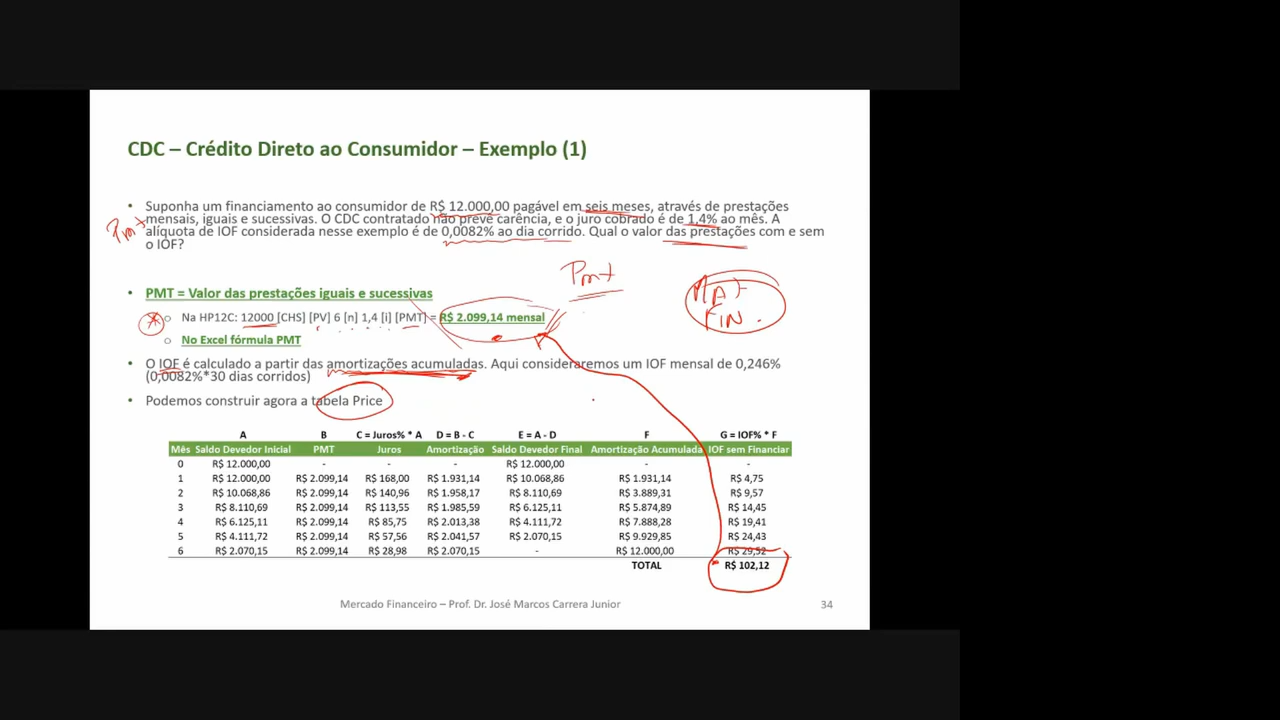 CDC – Crédito Direto ao Consumidor – Exemplo (1)
• Suponha um financiamento ao consumidor de R$ 12.000,00 pagável em seis meses, através de prestações
mensais, iguais e sucessivas. O CDC contratado não prevê carência, e o juro cobrado é de 1,4% ao mês. A
Pmt
alíquota de IOF considerada nesse exemplo é de 0,0082% ao dia corrido. Qual o valor das prestações com e sem
o IOF?
Pmt
FIN.
• PMT = Valor das prestações iguais e sucessivas
o Na HP12C: 12000 [CHS] [PV] 6 [n] 1,4 [i] [PMT] = R$ 2.099,14 mensal
o No Excel fórmula PMT
• O IOF é calculado a partir das amortizações acumuladas. Aqui consideraremos um IOF mensal de 0,246%
(0,0082%*30 dias corridos)
• Podemos construir agora a tabela Price
A B C = Juros% * A D = B - C E = A - D F G = IOF% * F
Mês Saldo Devedor Inicial PMT Juros Amortização Saldo Devedor Final Amortização Acumulada IOF sem Financiar
0 R$ 12.000,00 - - - R$ 12.000,00 - -
1 R$ 12.000,00 R$ 2.099,14 R$ 168,00 R$ 1.931,14 R$ 10.068,86 R$ 1.931,14 R$ 4,75
2 R$ 10.068,86 R$ 2.099,14 R$ 140,96 R$ 1.958,17 R$ 8.110,69 R$ 3.889,31 R$ 9,57
3 R$ 8.110,69 R$ 2.099,14 R$ 113,55 R$ 1.985,59 R$ 6.125,11 R$ 5.874,89 R$ 14,45
4 R$ 6.125,11 R$ 2.099,14 R$ 85,75 R$ 2.013,38 R$ 4.111,72 R$ 7.888,28 R$ 19,41
5 R$ 4.111,72 R$ 2.099,14 R$ 57,56 R$ 2.041,57 R$ 2.070,15 R$ 9.929,85 R$ 24,43
6 R$ 2.070,15 R$ 2.099,14 R$ 28,98 R$ 2.070,15 - R$ 12.000,00 R$ 29,52
TOTAL R$ 102,12
Mercado Financeiro – Prof. Dr. José Marcos Carrera Junior 34